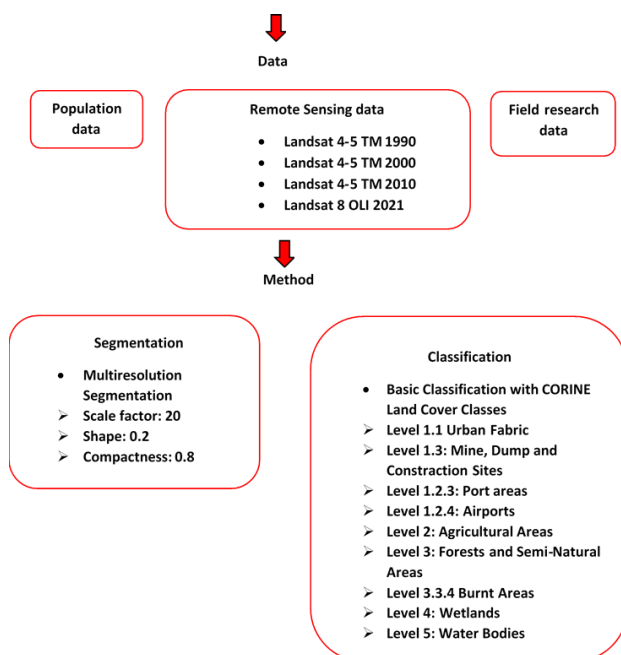 Data
Population
data
Remote Sensing data
• Landsat 4-5 TM 1990
• Landsat 4-5 TM 2000
• Landsat 4-5 TM 2010
• Landsat 8 OLI 2021
Field research
data
Method
Segmentation
• Multiresolution
Segmentation
➢ Scale factor: 20
➢ Shape: 0.2
➢ Compactness: 0.8
Classification
• Basic Classification with CORINE
Land Cover Classes
➢ Level 1.1 Urban Fabric
➢ Level 1.3: Mine, Dump and
Constraction Sites
➢ Level 1.2.3: Port areas
➢ Level 1.2.4: Airports
➢ Level 2: Agricultural Areas
➢ Level 3: Forests and Semi-Natural
Areas
➢ Level 3.3.4 Burnt Areas
➢ Level 4: Wetlands
➢ Level 5: Water Bodies